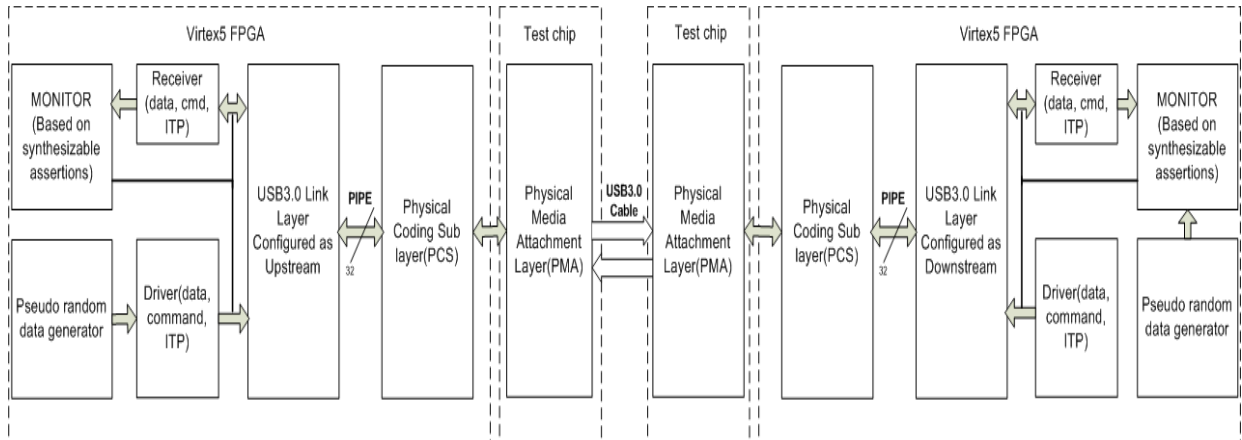 Virtex5 FPGA
Test chip
Test chip
Virtex5 FPGA
MONITOR
(Based on
synthesizable
assertions)
Receiver
(data, cmd,
ITP)
USB3.0 Link
Layer
Configured as
Upstream
PIPE
32
Physical
Coding Sub
layer(PCS)
Pseudo random
data generator
Driver(data,
command,
ITP)
Physical
Media
Attachment
Layer(PMA)
USB3.0
Cable
Physical
Media
Attachment
Layer(PMA)
Physical
Coding Sub
layer(PCS)
PIPE
32
USB3.0 Link
Layer
Configured as
Downstream
Receiver
(data, cmd,
ITP)
MONITOR
(Based on
synthesizable
assertions)
Driver(data,
command,
ITP)
Pseudo random
data generator